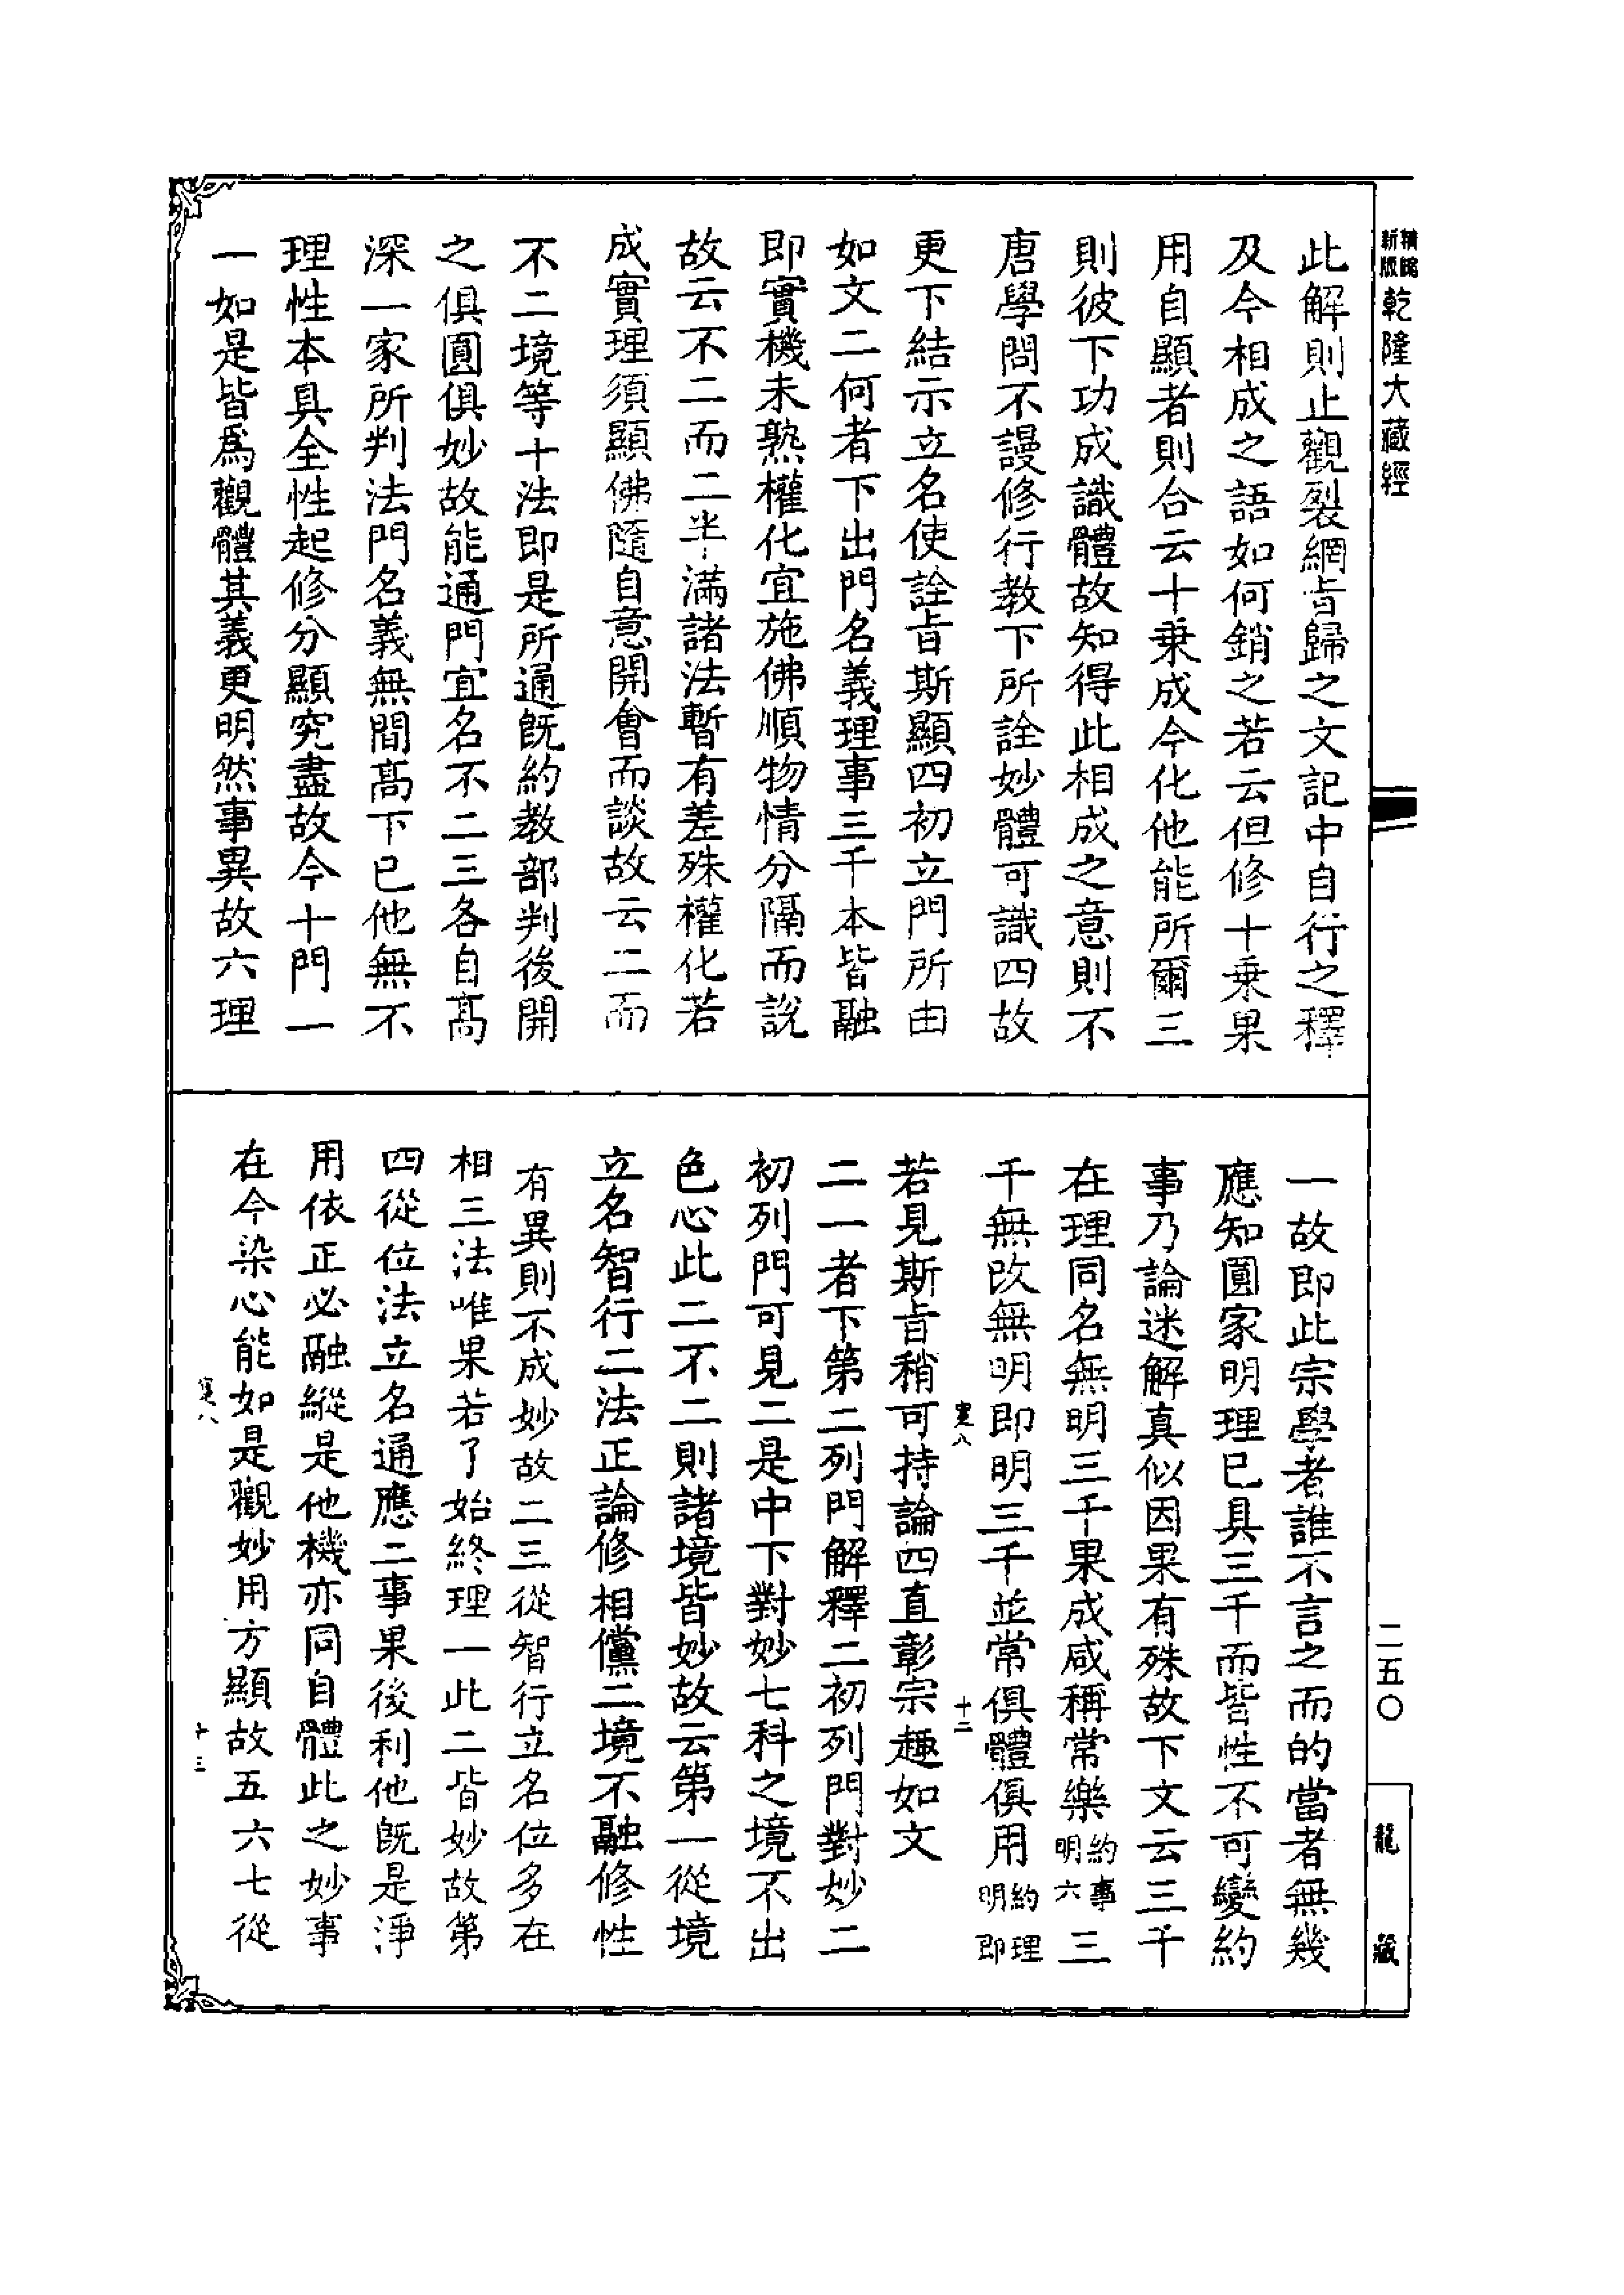 精縮
新版
乾隆大藏經
此解則止觀裂網旨歸之文記中自行之釋
及今相成之語如何銷之若云但修十乘果
用自顯者則合云十乘成今化他能所爾三
則彼下功成識體故知得此相成之意則不
唐學問不謾修行教下所詮妙體可識四故
更下結示立名使詮旨斯顯四初立門所由
如文二何者下出門名義理事三千本皆融
即實機未熟權化宜施佛順物情分隔而說
故云不二而二半滿諸法暫有差殊權化若
成實理須顯佛隨自意開會而談故云二而
不二境等十法即是所通既約教部判後開
之俱圓俱妙故能通門宜名不二三各自高
深一家所判法門名義無間高下已他無不
理性本具全性起修分顯究盡故今十門一
一如是皆為觀體其義更明然事異故六理
一故即此宗學者誰不言之而的當者無幾
應知圓家明理已具三千而皆性不可變約
事乃論迷解真似因果有殊故下文云三千
在理同名無明三千果成咸稱常樂約事明六三
千無改無明即明三千並常俱體俱用約理明即
寔八
十二
若見斯旨稍可持論四直彰宗趣如文
二一者下第二列門解釋二初列門對妙二
初列門可見二是中下對妙七科之境不出
色心此二不二則諸境皆妙故云第一從境
立名智行二法正論修相儻二境不融修性
有異則不成妙故二三從智行立名位多在
相三法唯果若了始終理一此二皆妙故第
四從位法立名通應二事果後利他既是淨
用依正必融縱是他機亦同自體此之妙事
在今染心能如是觀妙用方顯故五六七從
寔八
十三
二五〇
龍藏